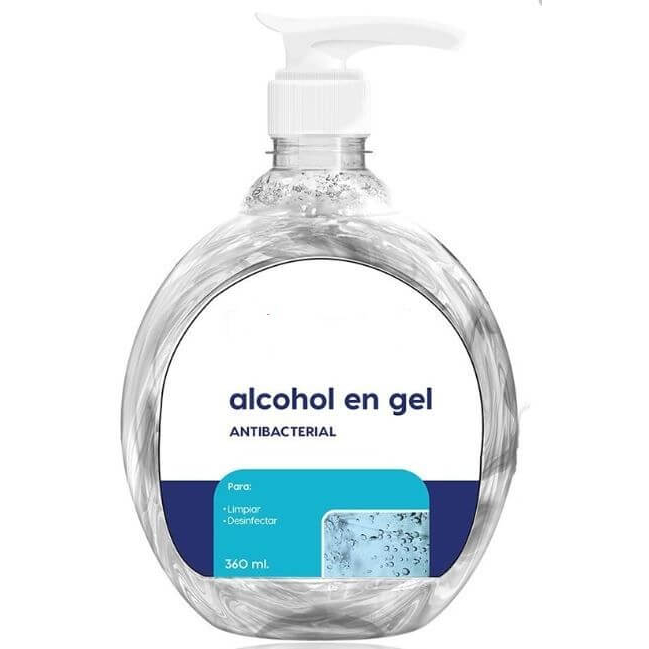 alcohol en gel
ANTIBACTERIAL
Para:
•Limpiar
•Desinfectar
360 ml.